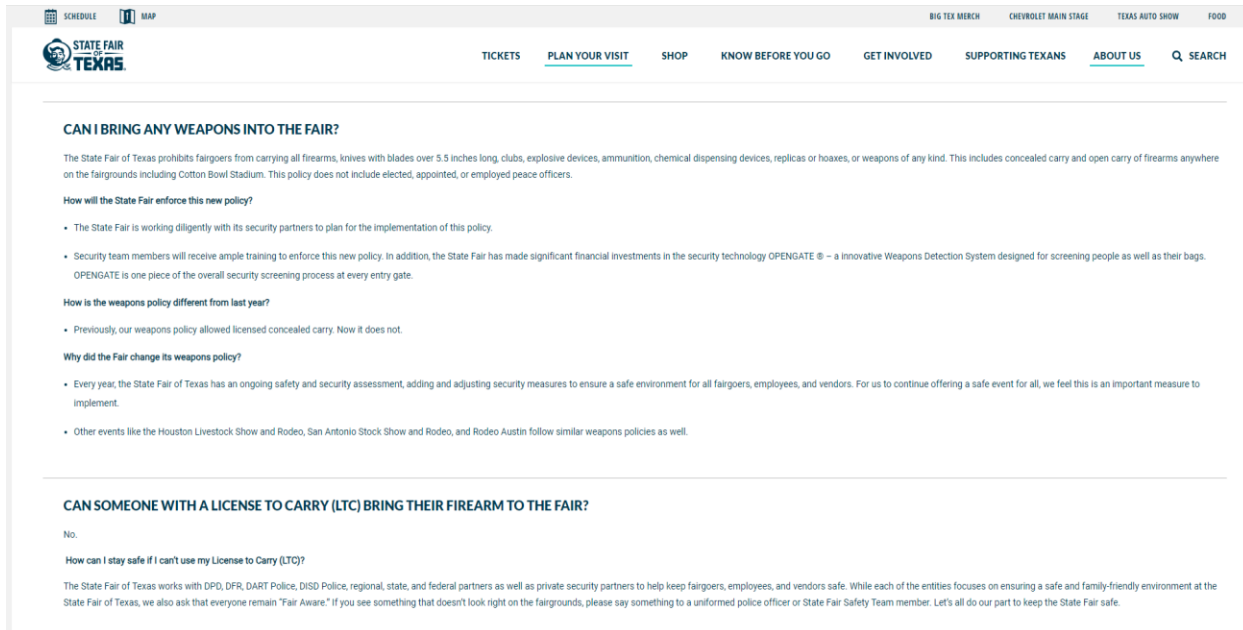 SCHEDULE MAP BIG TEX MERCH CHEVROLET MAIN STAGE TEXAS AUTO SHOW FOOD
STATE FAIR
OF
TEXAS.
TICKETS PLAN YOUR VISIT SHOP KNOW BEFORE YOU GO GET INVOLVED SUPPORTING TEXANS ABOUT US SEARCH
CAN I BRING ANY WEAPONS INTO THE FAIR?
The State Fair of Texas prohibits fairgoers from carrying all firearms, knives with blades over 5.5 inches long, clubs, explosive devices, ammunition, chemical dispensing devices, replicas or hoaxes, or weapons of any kind. This includes concealed carry and open carry of firearms anywhere
on the fairgrounds including Cotton Bowl Stadium. This policy does not include elected, appointed, or employed peace officers.
How will the State Fair enforce this new policy?
• The State Fair is working diligently with its security partners to plan for the implementation of this policy.
• Security team members will receive ample training to enforce this new policy. In addition, the State Fair has made significant financial investments in the security technology OPENGATE ® – a innovative Weapons Detection System designed for screening people as well as their bags.
OPENGATE is one piece of the overall security screening process at every entry gate.
How is the weapons policy different from last year?
• Previously, our weapons policy allowed licensed concealed carry. Now it does not.
Why did the Fair change its weapons policy?
• Every year, the State Fair of Texas has an ongoing safety and security assessment, adding and adjusting security measures to ensure a safe environment for all fairgoers, employees, and vendors. For us to continue offering a safe event for all, we feel this is an important measure to
implement.
• Other events like the Houston Livestock Show and Rodeo, San Antonio Stock Show and Rodeo, and Rodeo Austin follow similar weapons policies as well.
CAN SOMEONE WITH A LICENSE TO CARRY (LTC) BRING THEIR FIREARM TO THE FAIR?
No.
How can I stay safe if I can't use my License to Carry (LTC)?
The State Fair of Texas works with DPD, DFR, DART Police, DISD Police, regional, state, and federal partners as well as private security partners to help keep fairgoers, employees, and vendors safe. While each of the entities focuses on ensuring a safe and family-friendly environment at the
State Fair of Texas, we also ask that everyone remain "Fair Aware." If you see something that doesn't look right on the fairgrounds, please say something to a uniformed police officer or State Fair Safety Team member. Let's all do our part to keep the State Fair safe.